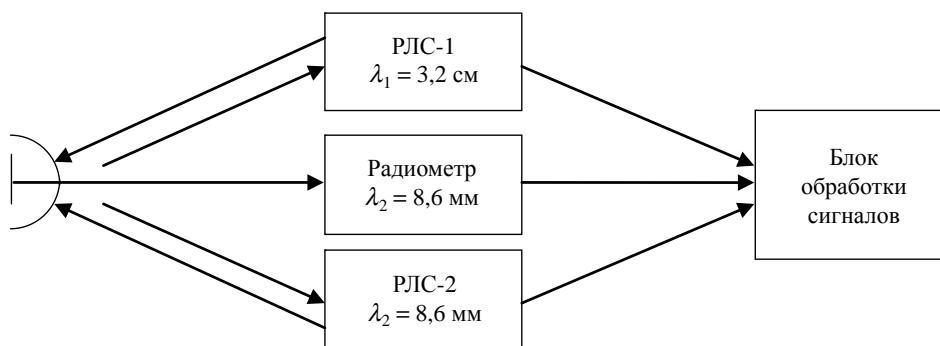 РЛС-1
λ₁ = 3,2 см
Радиометр
λ₂ = 8,6 мм
РЛС-2
λ₂ = 8,6 мм
Блок
обработки
сигналов